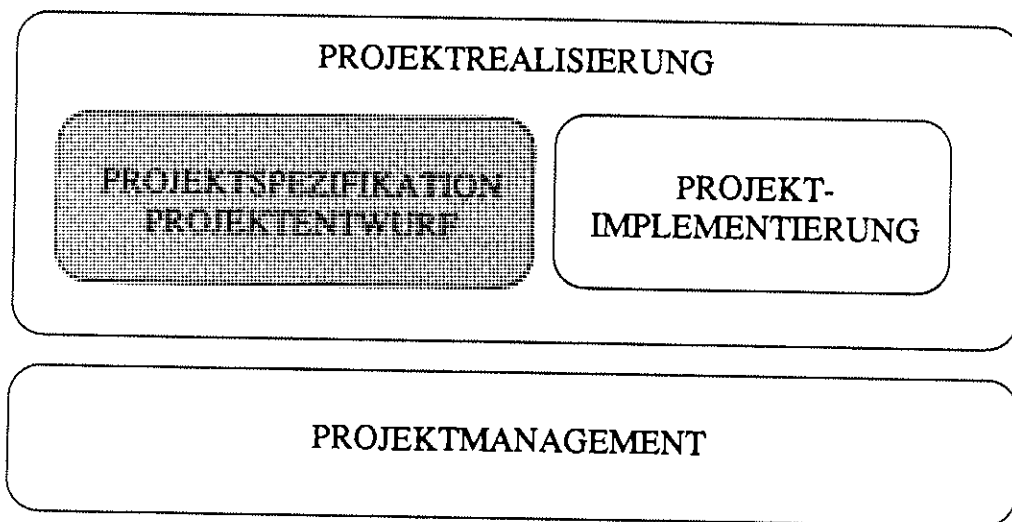 PROJEKTREALISIERUNG
PROJEKTSPEZIFIKATION
PROJEKTENTWURF
PROJEKT-
IMPLEMENTIERUNG
PROJEKTMANAGEMENT